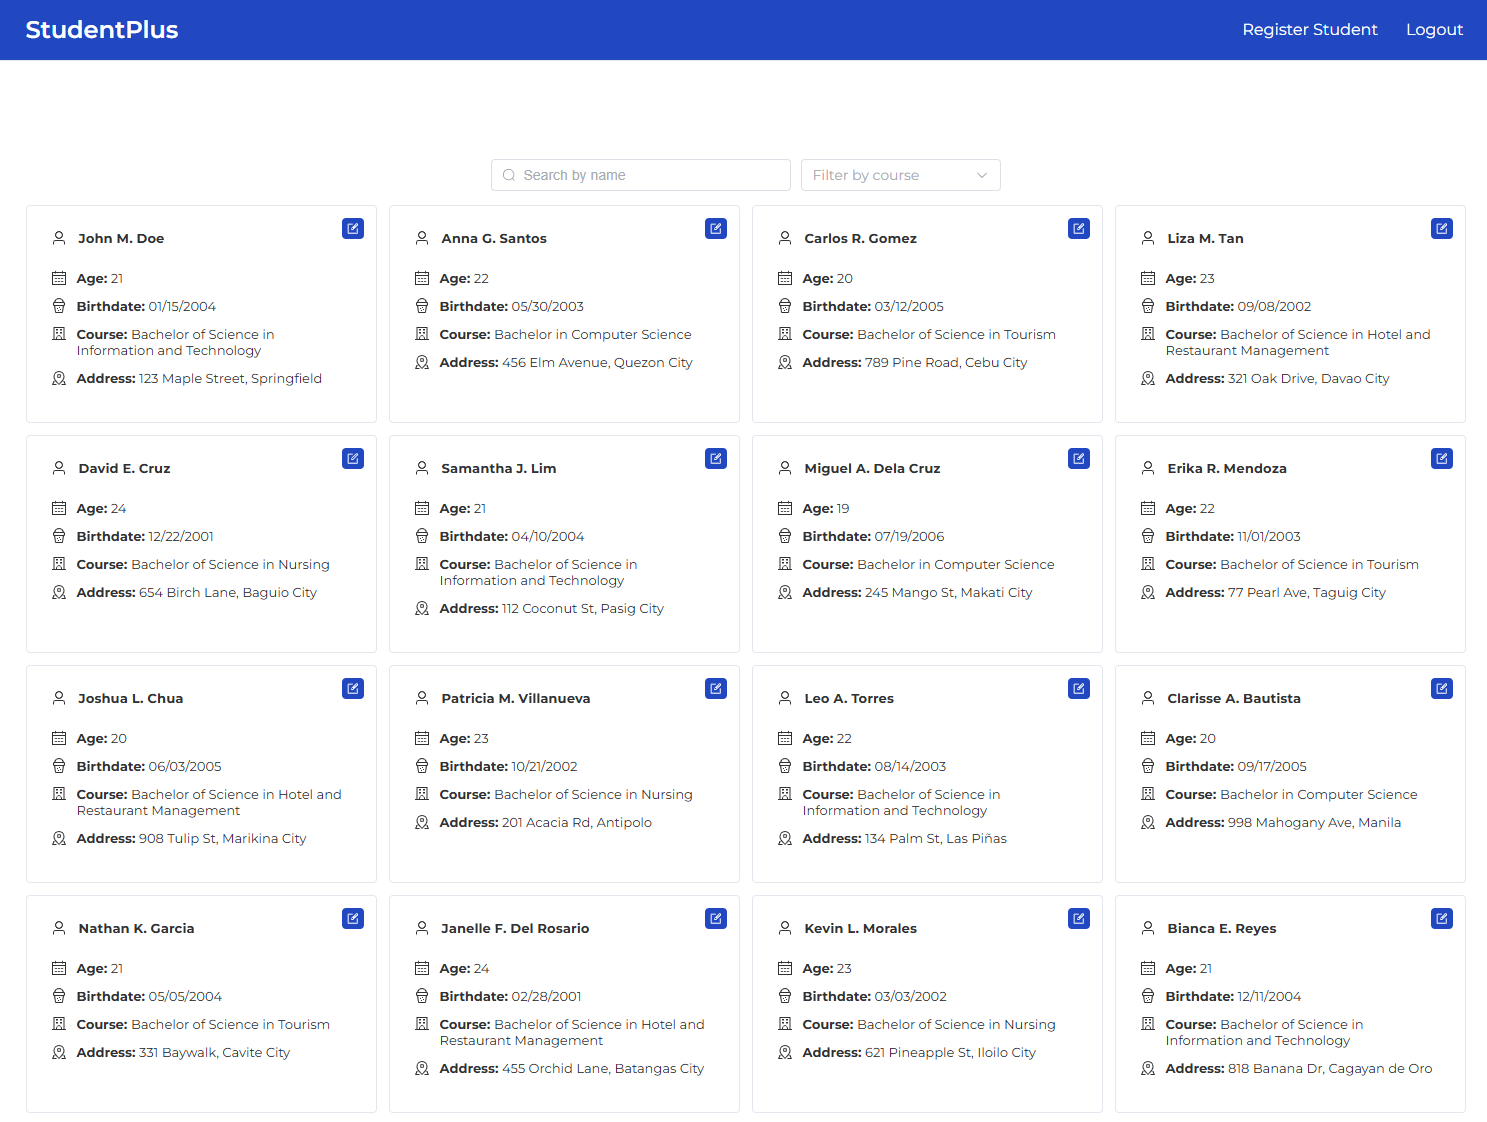 StudentPlus
Register Student
Logout
Search by name
Filter by course
John M. Doe
Age: 21
Birthdate: 01/15/2004
Course: Bachelor of Science in
Information and Technology
Address: 123 Maple Street, Springfield
Anna G. Santos
Age: 22
Birthdate: 05/30/2003
Course: Bachelor in Computer Science
Address: 456 Elm Avenue, Quezon City
Carlos R. Gomez
Age: 20
Birthdate: 03/12/2005
Course: Bachelor of Science in Tourism
Address: 789 Pine Road, Cebu City
Liza M. Tan
Age: 23
Birthdate: 09/08/2002
Course: Bachelor of Science in Hotel and
Restaurant Management
Address: 321 Oak Drive, Davao City
David E. Cruz
Age: 24
Birthdate: 12/22/2001
Course: Bachelor of Science in Nursing
Address: 654 Birch Lane, Baguio City
Samantha J. Lim
Age: 21
Birthdate: 04/10/2004
Course: Bachelor of Science in
Information and Technology
Address: 112 Coconut St, Pasig City
Miguel A. Dela Cruz
Age: 19
Birthdate: 07/19/2006
Course: Bachelor in Computer Science
Address: 245 Mango St, Makati City
Erika R. Mendoza
Age: 22
Birthdate: 11/01/2003
Course: Bachelor of Science in Tourism
Address: 77 Pearl Ave, Taguig City
Joshua L. Chua
Age: 20
Birthdate: 06/03/2005
Course: Bachelor of Science in Hotel and
Restaurant Management
Address: 908 Tulip St, Marikina City
Patricia M. Villanueva
Age: 23
Birthdate: 10/21/2002
Course: Bachelor of Science in Nursing
Address: 201 Acacia Rd, Antipolo
Leo A. Torres
Age: 22
Birthdate: 08/14/2003
Course: Bachelor of Science in
Information and Technology
Address: 134 Palm St, Las Piñas
Clarisse A. Bautista
Age: 20
Birthdate: 09/17/2005
Course: Bachelor in Computer Science
Address: 998 Mahogany Ave, Manila
Nathan K. Garcia
Age: 21
Birthdate: 05/05/2004
Course: Bachelor of Science in Tourism
Address: 331 Baywalk, Cavite City
Janelle F. Del Rosario
Age: 24
Birthdate: 02/28/2001
Course: Bachelor of Science in Hotel and
Restaurant Management
Address: 455 Orchid Lane, Batangas City
Kevin L. Morales
Age: 23
Birthdate: 03/03/2002
Course: Bachelor of Science in Nursing
Address: 621 Pineapple St, Iloilo City
Bianca E. Reyes
Age: 21
Birthdate: 12/11/2004
Course: Bachelor of Science in
Information and Technology
Address: 818 Banana Dr, Cagayan de Oro